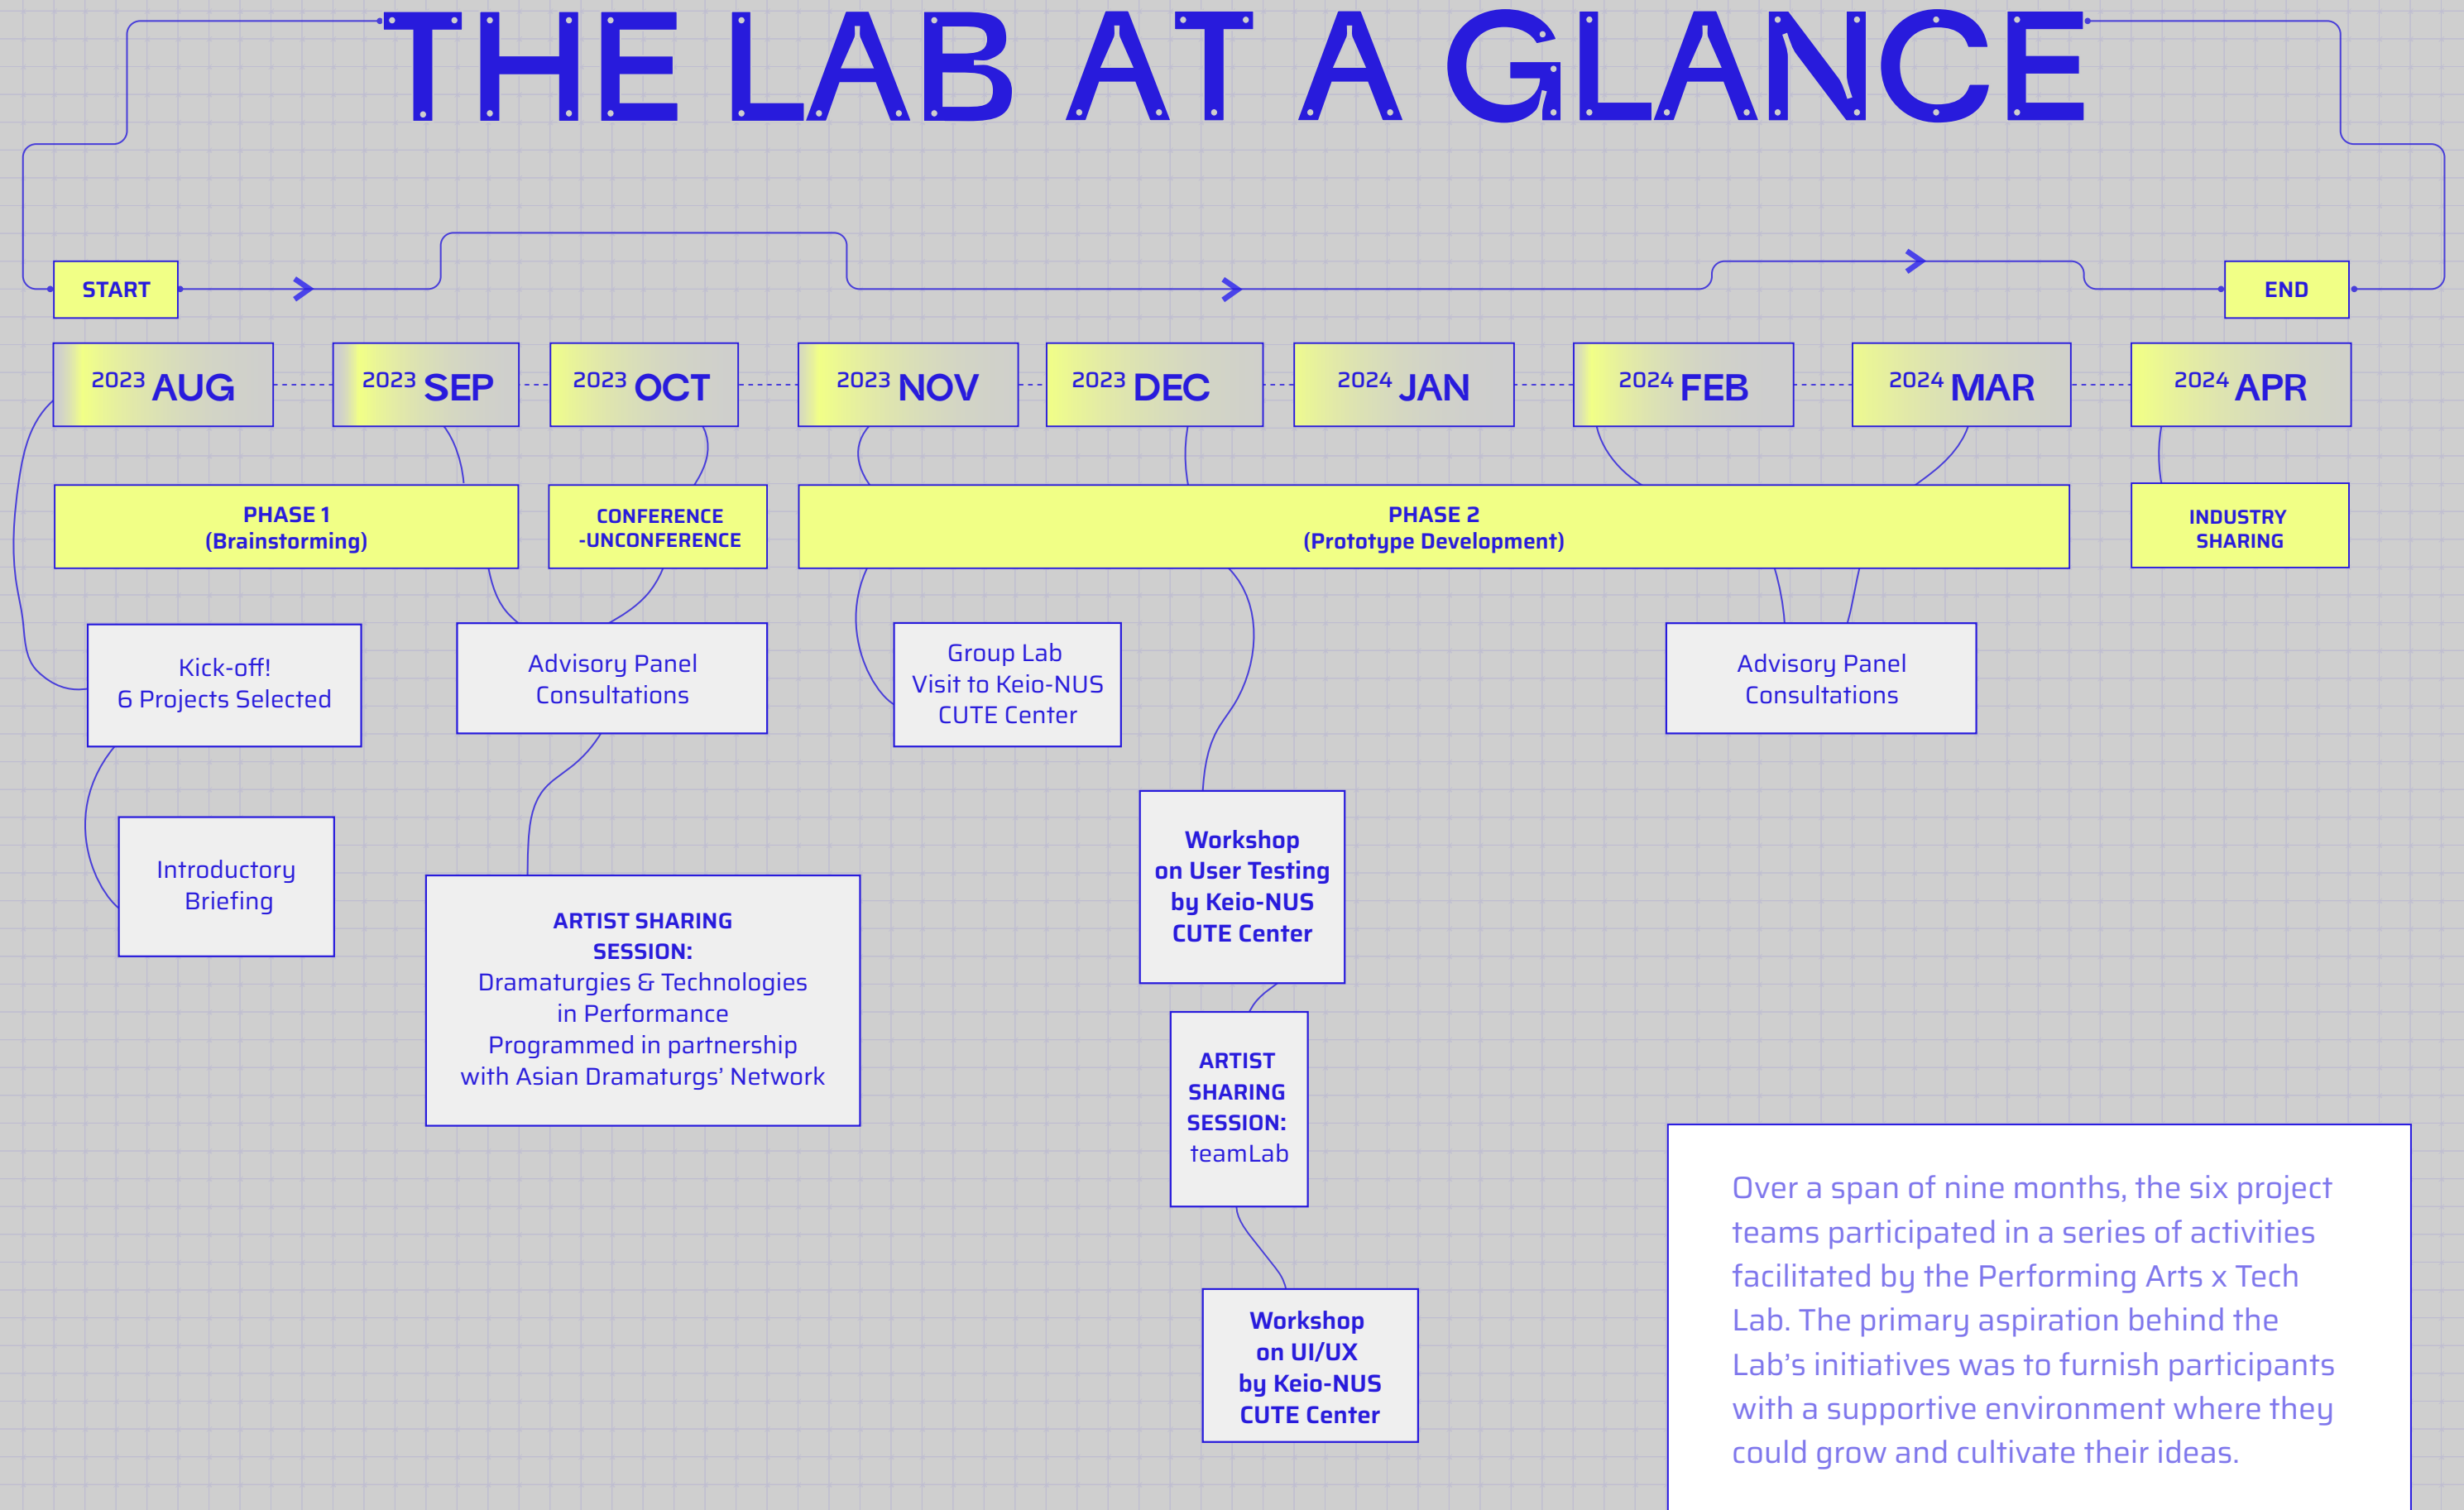 THE LAB AT A GLANCE
START
END
2023 AUG
2023 SEP
2023 OCT
2023 NOV
2023 DEC
2024 JAN
2024 FEB
2024 MAR
2024 APR
PHASE 1
(Brainstorming)
CONFERENCE
-UNCONFERENCE
PHASE 2
(Prototype Development)
INDUSTRY
SHARING
Kick-off!
6 Projects Selected
Advisory Panel
Consultations
Group Lab
Visit to Keio-NUS
CUTE Center
Advisory Panel
Consultations
Introductory
Briefing
ARTIST SHARING
SESSION:
Dramaturgies & Technologies
in Performance
Programmed in partnership
with Asian Dramaturgs’ Network
Workshop
on User Testing
by Keio-NUS
CUTE Center
ARTIST
SHARING
SESSION:
teamLab
Workshop
on UI/UX
by Keio-NUS
CUTE Center
Over a span of nine months, the six project
teams participated in a series of activities
facilitated by the Performing Arts x Tech
Lab. The primary aspiration behind the
Lab’s initiatives was to furnish participants
with a supportive environment where they
could grow and cultivate their ideas.